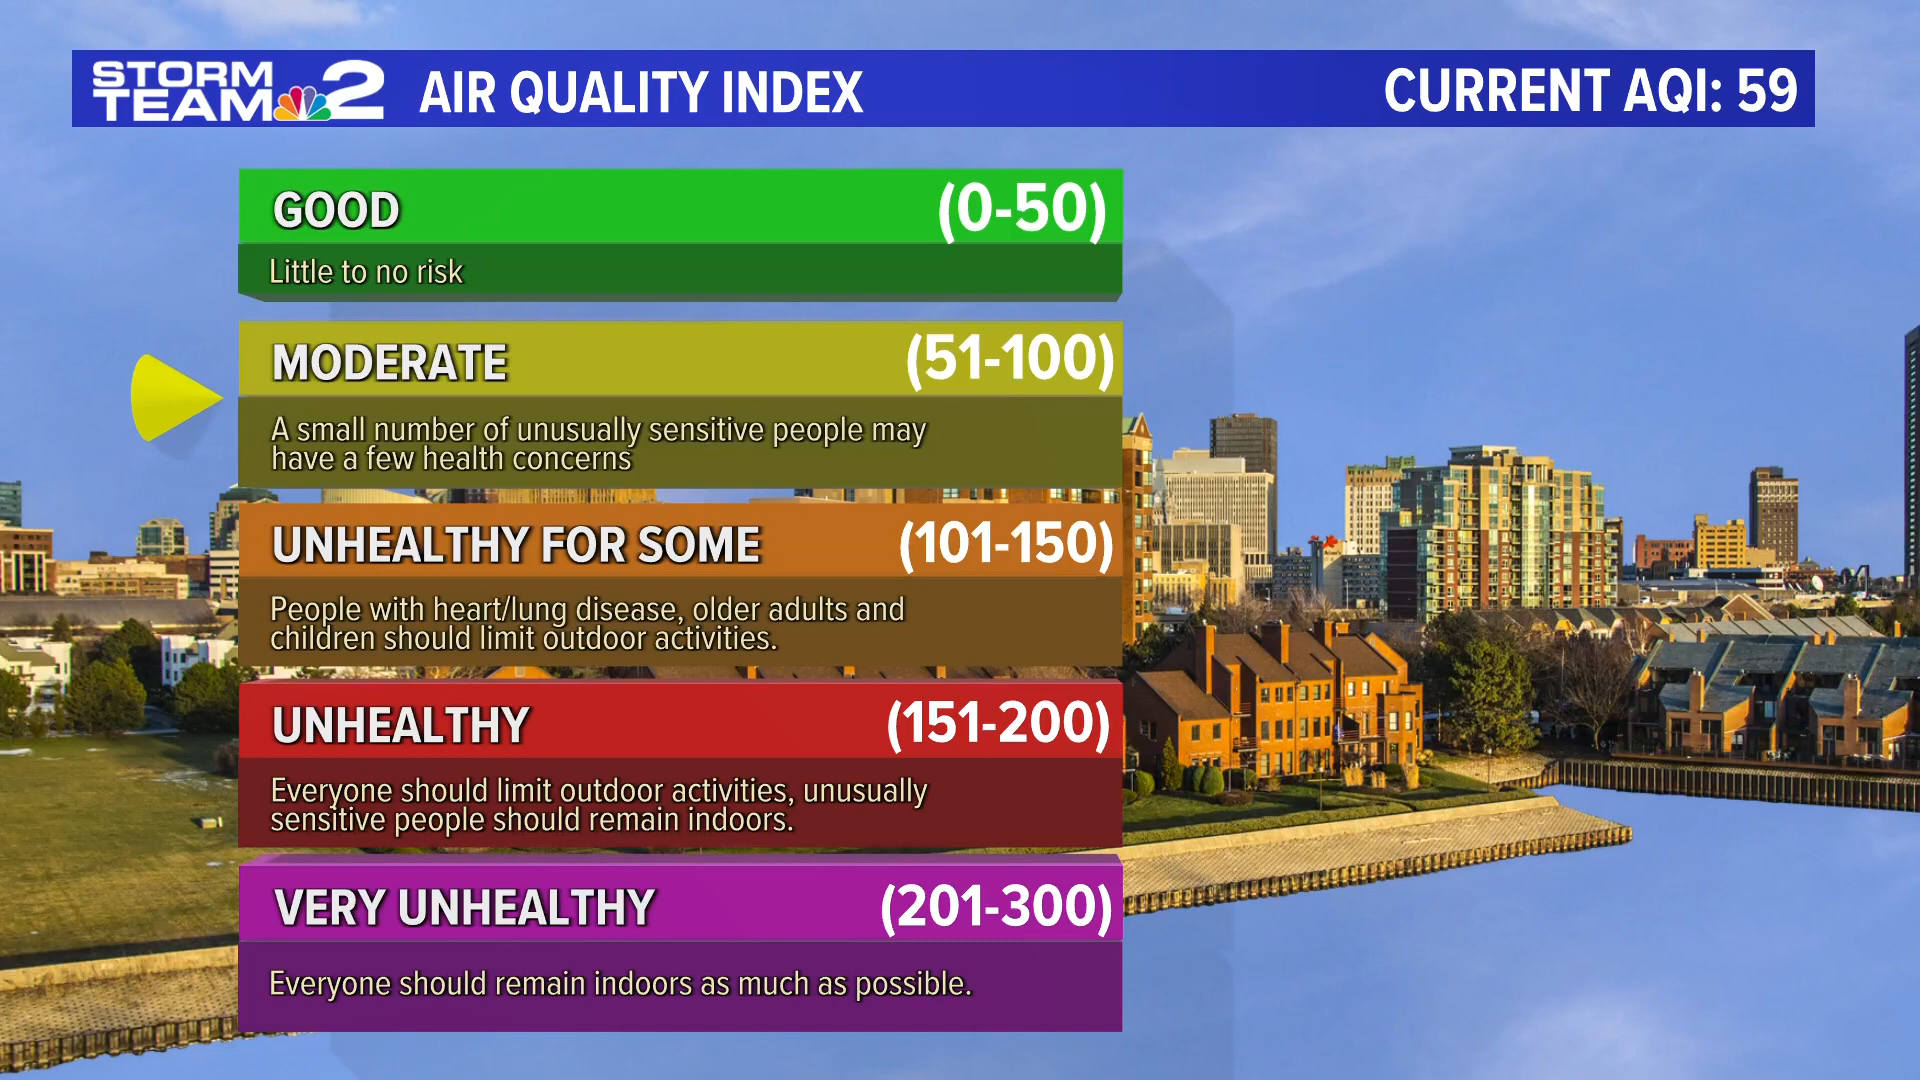 STORM TEAM 2 AIR QUALITY INDEX CURRENT AQI: 59
GOOD (0-50)
Little to no risk
MODERATE (51-100)
A small number of unusually sensitive people may
have a few health concerns
UNHEALTHY FOR SOME (101-150)
People with heart/lung disease, older adults and
children should limit outdoor activities.
UNHEALTHY (151-200)
Everyone should limit outdoor activities, unusually
sensitive people should remain indoors.
VERY UNHEALTHY (201-300)
Everyone should remain indoors as much as possible.